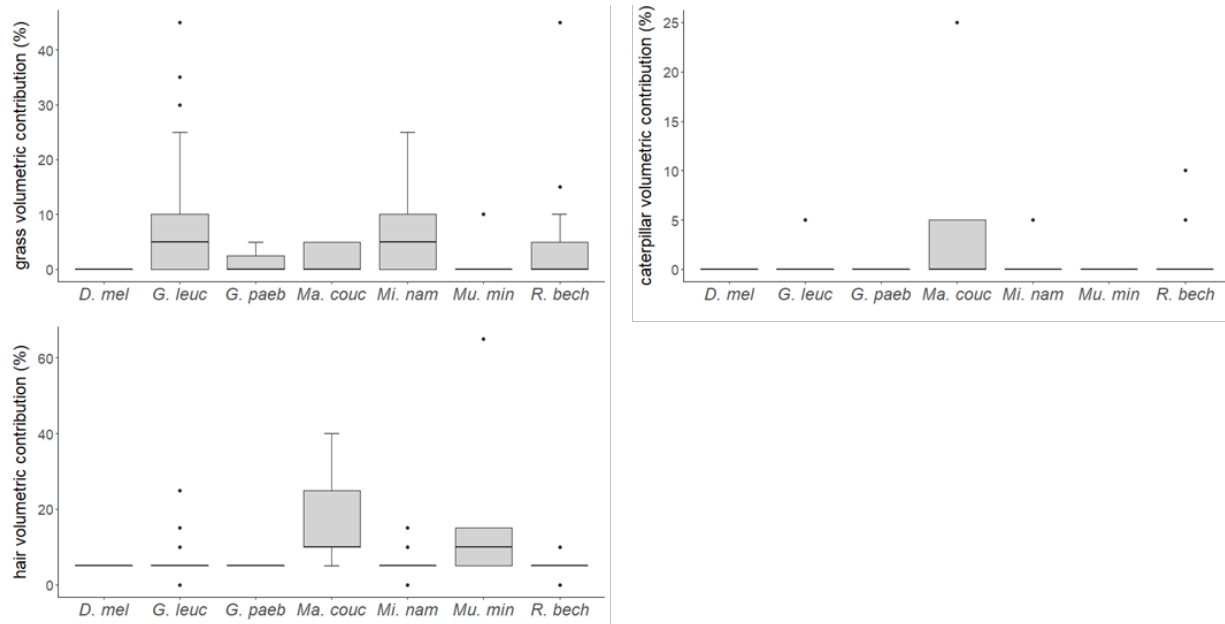 grass volumetric contribution (%)
40
30
20
10
0
D. mel G. leuc G. paeb Ma. couc Mi. nam Mu. min R. bech
caterpillar volumetric contribution (%)
25
20
15
10
5
0
D. mel G. leuc G. paeb Ma. couc Mi. nam Mu. min R. bech
hair volumetric contribution (%)
60
40
20
0
D. mel G. leuc G. paeb Ma. couc Mi. nam Mu. min R. bech